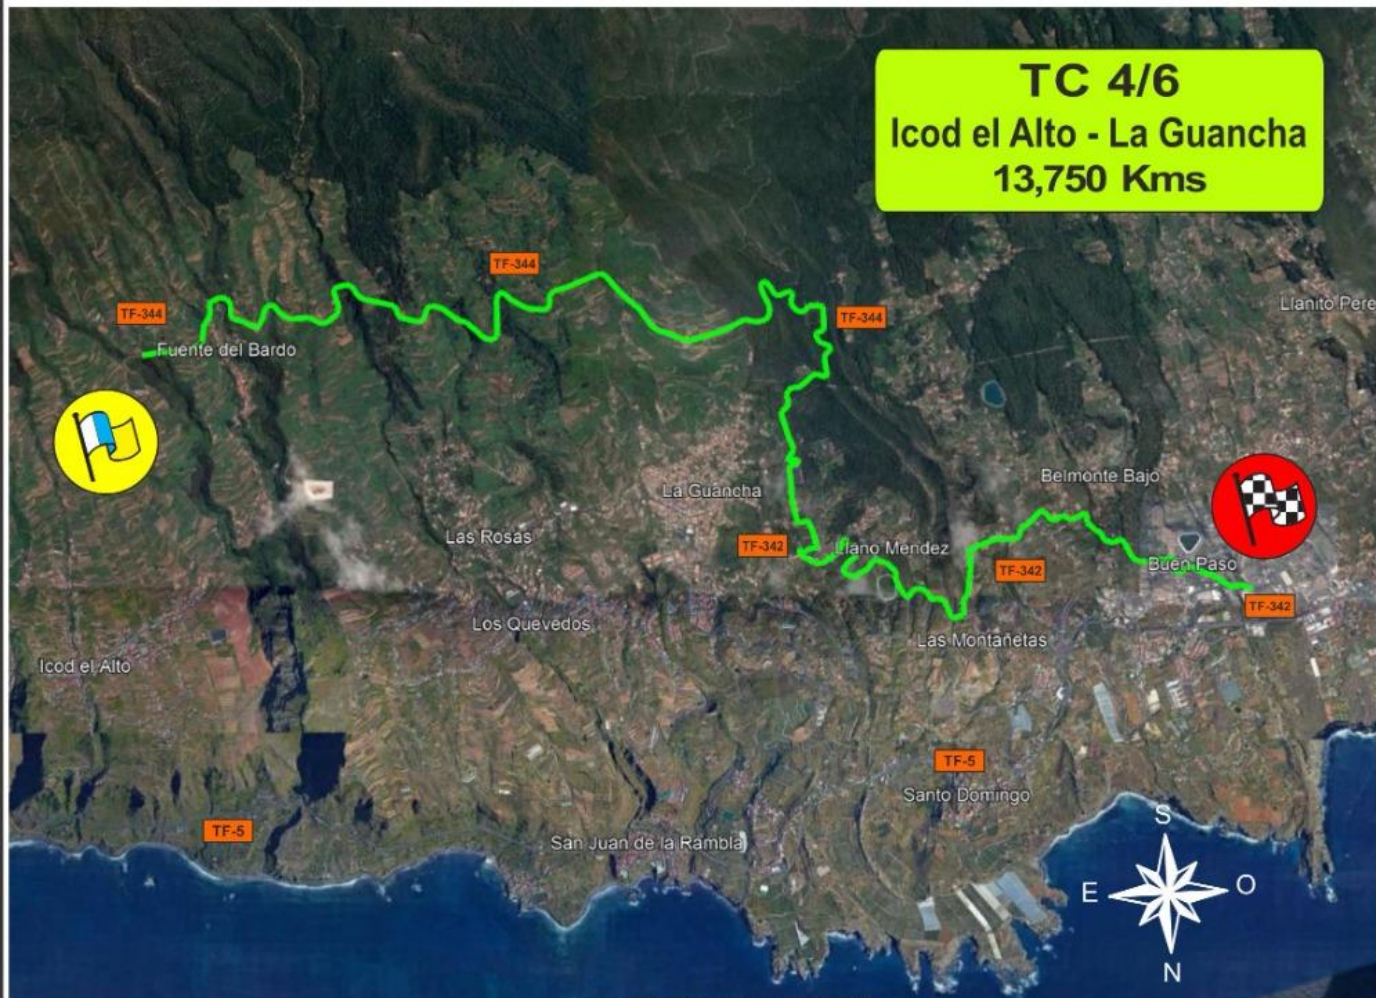 TC 4/6
Icod el Alto - La Guancha
13,750 Kms
TF-344
Llanito Pere
TF-344
TF-344
Fuente del Bardo
Belmonte Bajo
La Guancha
Las Rosas
TF-342
Llano Mendez
TF-342
Buen Paso
TF-342
Los Quevedos
Las Montañetas
Icod el Alto
TF-5
Santo Domingo
TF-5
San Juan de la Rambla
S
E
O
N